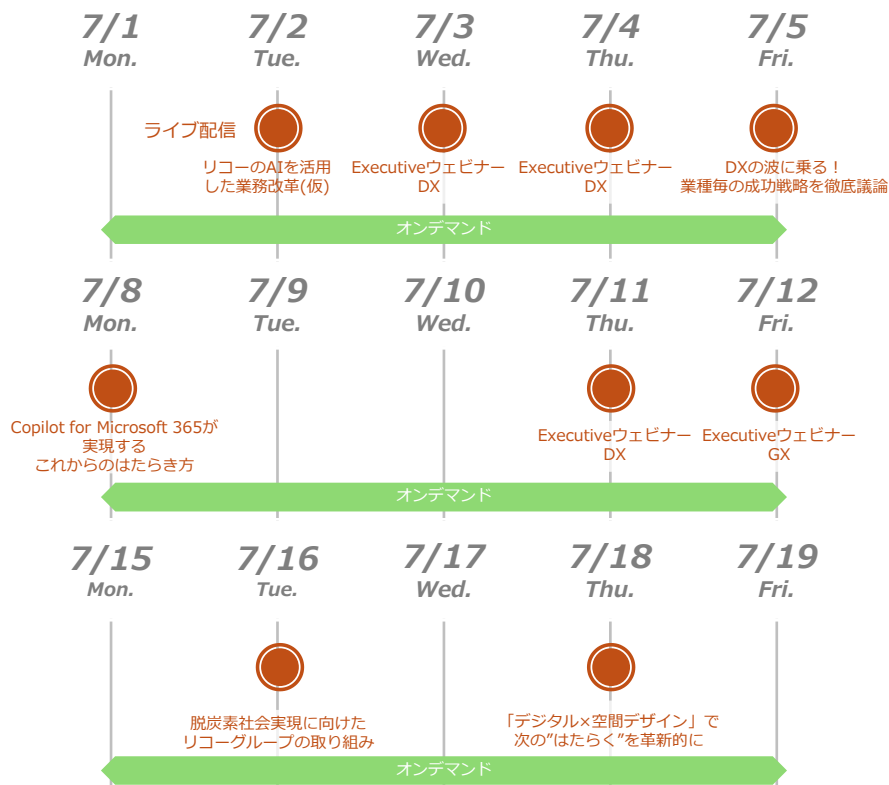 7/1 7/2 7/3 7/4 7/5
Mon. Tue. Wed. Thu. Fri.
ライブ配信
リコーのAIを活用
した業務改革(仮)
Executiveウェビナー
DX
Executiveウェビナー
DX
DXの波に乗る！
業種毎の成功戦略を徹底議論
オンデマンド
7/8 7/9 7/10 7/11 7/12
Mon. Tue. Wed. Thu. Fri.
Copilot for Microsoft 365が
実現する
これからのはたらき方
Executiveウェビナー
DX
Executiveウェビナー
GX
オンデマンド
7/15 7/16 7/17 7/18 7/19
Mon. Tue. Wed. Thu. Fri.
脱炭素社会実現に向けた
リコーグループの取り組み
「デジタル×空間デザイン」で
次の”はたらく”を革新的に
オンデマンド